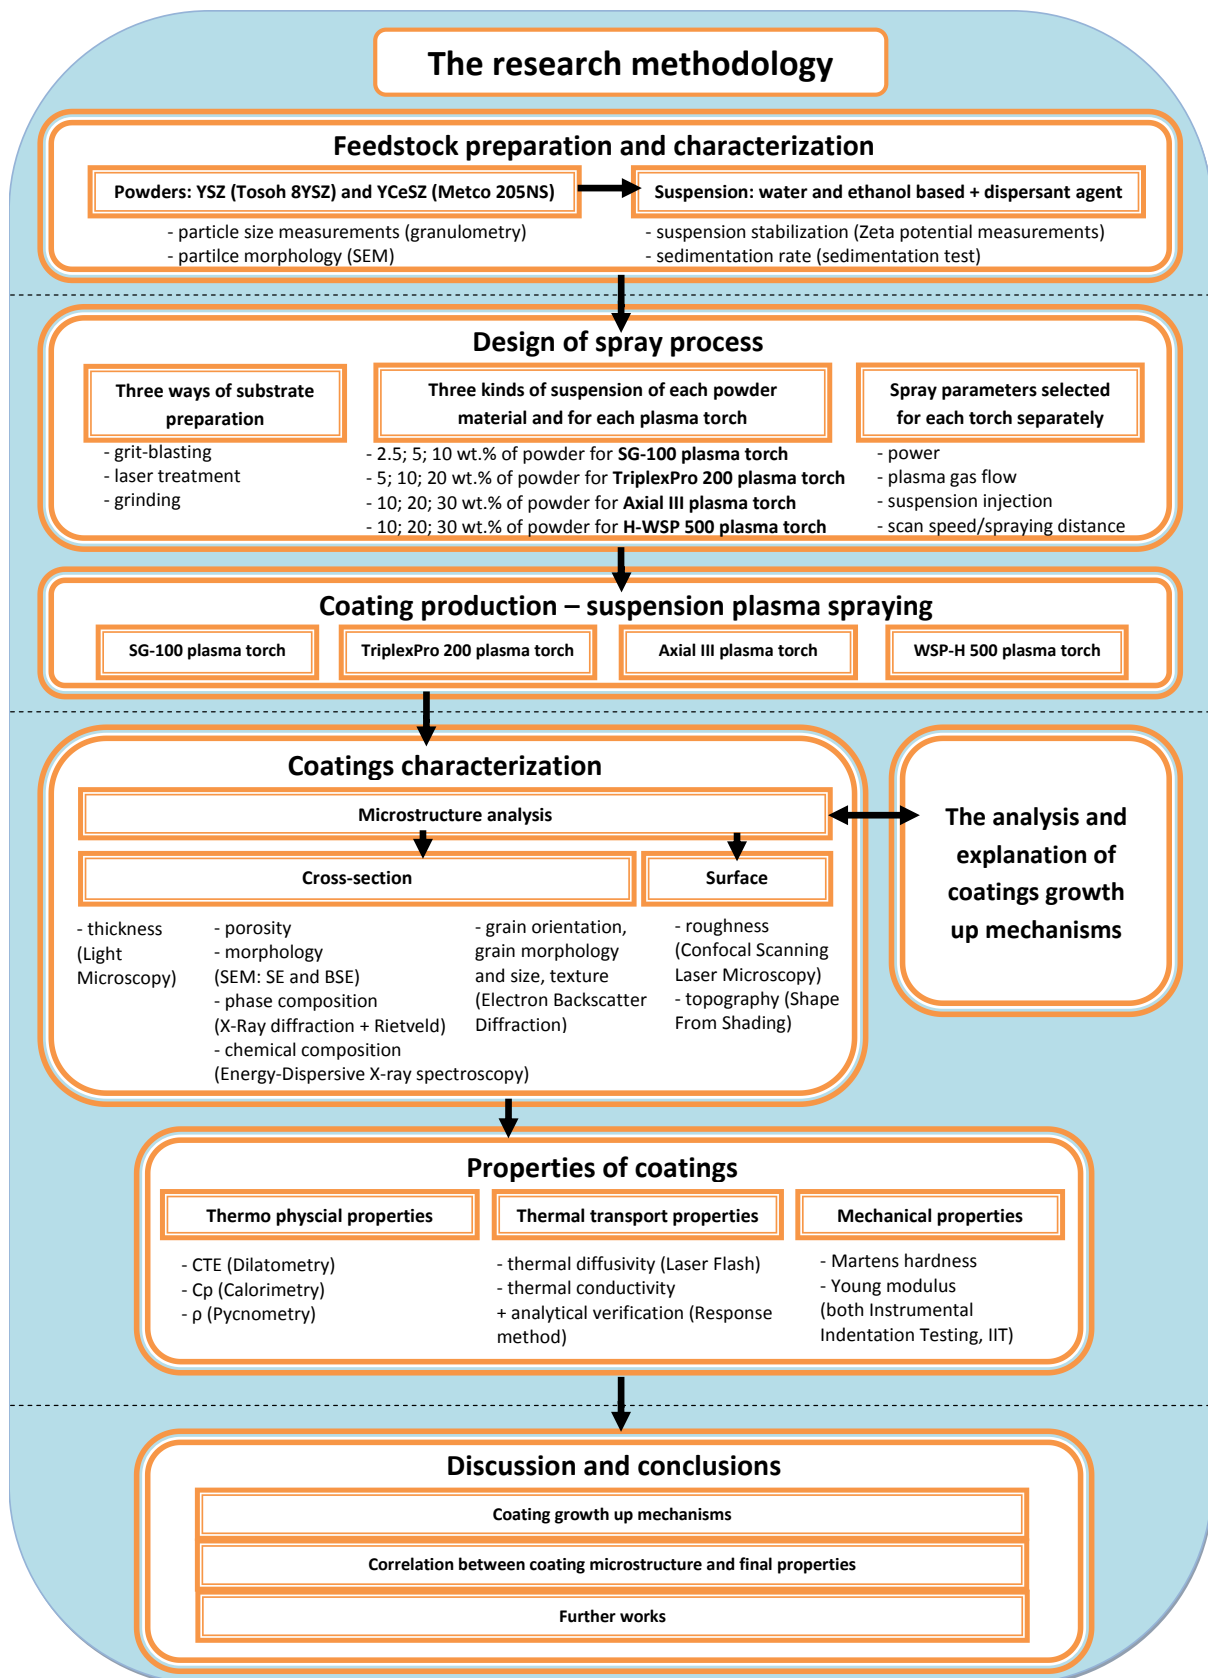 The research methodology
Feedstock preparation and characterization
Powders: YSZ (Tosoh 8YSZ) and YCeSZ (Metco 205NS)
- particle size measurements (granulometry)
- partilce morphology (SEM)
Suspension: water and ethanol based + dispersant agent
- suspension stabilization (Zeta potential measurements)
- sedimentation rate (sedimentation test)
Design of spray process
Three ways of substrate
preparation
- grit-blasting
- laser treatment
- grinding
Three kinds of suspension of each powder
material and for each plasma torch
- 2.5; 5; 10 wt.% of powder for SG-100 plasma torch
- 5; 10; 20 wt.% of powder for TriplexPro 200 plasma torch
- 10; 20; 30 wt.% of powder for Axial III plasma torch
- 10; 20; 30 wt.% of powder for H-WSP 500 plasma torch
Spray parameters selected
for each torch separately
- power
- plasma gas flow
- suspension injection
- scan speed/spraying distance
Coating production – suspension plasma spraying
SG-100 plasma torch
TriplexPro 200 plasma torch
Axial III plasma torch
WSP-H 500 plasma torch
Coatings characterization
Microstructure analysis
Cross-section
- thickness
(Light
Microscopy)
- porosity
- morphology
(SEM: SE and BSE)
- phase composition
(X-Ray diffraction + Rietveld)
- chemical composition
(Energy-Dispersive X-ray spectroscopy)
- grain orientation,
grain morphology
and size, texture
(Electron Backscatter
Diffraction)
Surface
- roughness
(Confocal Scanning
Laser Microscopy)
- topography (Shape
From Shading)
The analysis and
explanation of
coatings growth
up mechanisms
Properties of coatings
Thermo physcial properties
- CTE (Dilatometry)
- Cp (Calorimetry)
- ρ (Pycnometry)
Thermal transport properties
- thermal diffusivity (Laser Flash)
- thermal conductivity
+ analytical verification (Response
method)
Mechanical properties
- Martens hardness
- Young modulus
(both Instrumental
Indentation Testing, IIT)
Discussion and conclusions
Coating growth up mechanisms
Correlation between coating microstructure and final properties
Further works